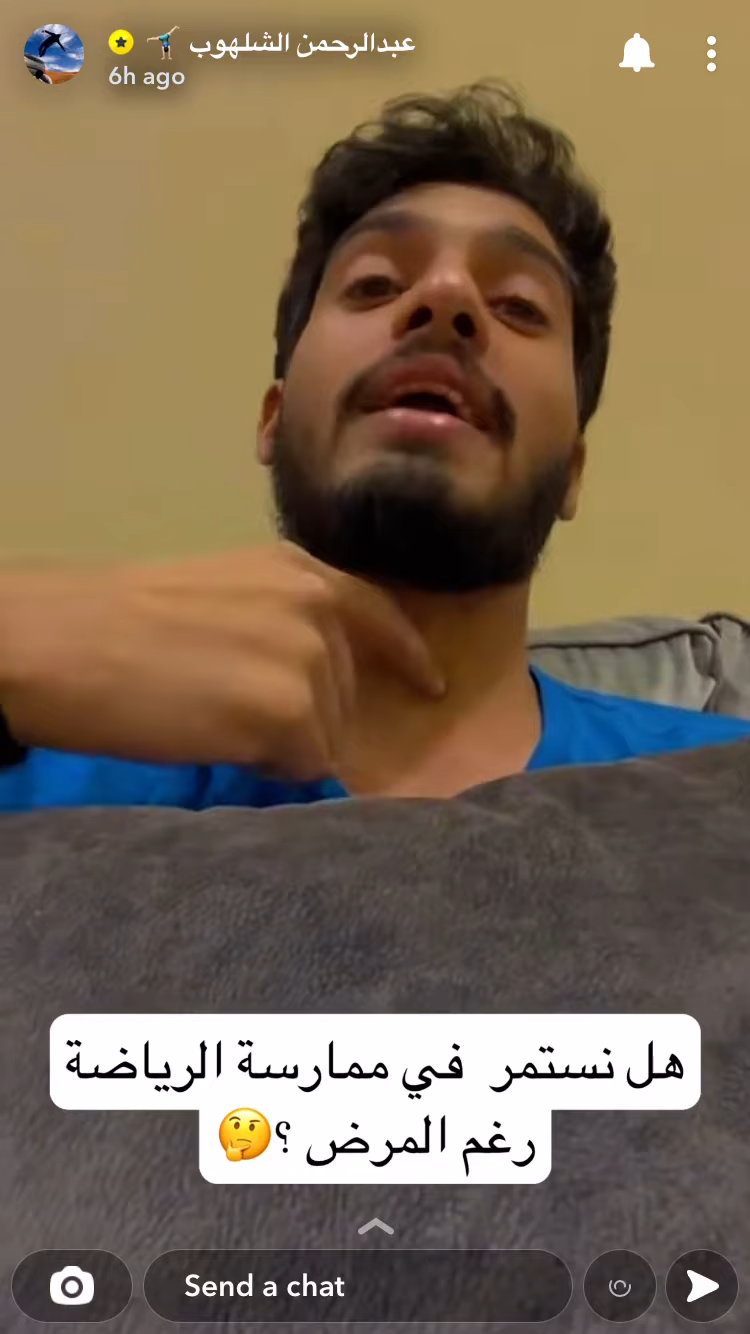 عبدالرحمن الشلهوب 🤸🏻‍♂️
6h ago
هل نستمر في ممارسة الرياضة
رغم المرض ؟🤔
Send a chat